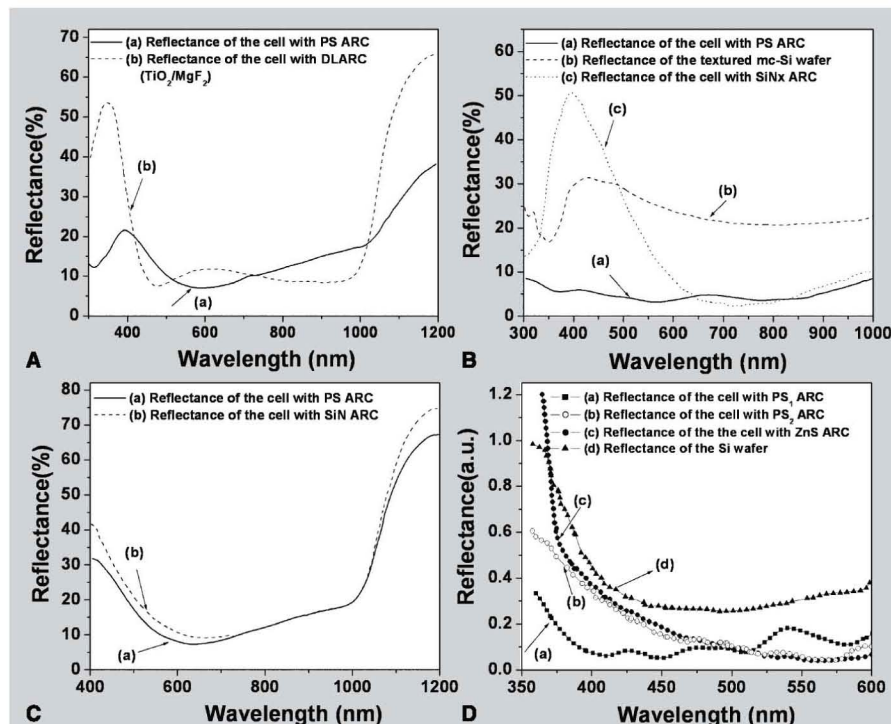 70
60
50
40
30
20
10
0
Reflectance(%)
(a) Reflectance of the cell with PS ARC
(b) Reflectance of the cell with DLARC
(TiO2/MgF2)
(b)
(a)
400 600 800 1000 1200
Wavelength (nm)
A
60
50
40
30
20
10
0
Reflectance(%)
(a) Reflectance of the cell with PS ARC
(b) Reflectance of the textured mc-Si wafer
(c) Reflectance of the cell with SiNx ARC
(c)
(b)
(a)
300 400 500 600 700 800 900 1000
Wavelength (nm)
B
80
70
60
50
40
30
20
10
0
Reflectance(%)
(a) Reflectance of the cell with PS ARC
(b) Reflectance of the cell with SiN ARC
(b)
(a)
400 600 800 1000 1200
Wavelength (nm)
C
1.2
1.0
0.8
0.6
0.4
0.2
0.0
Reflectance(a.u.)
(a) Reflectance of the cell with PS1 ARC
(b) Reflectance of the cell with PS2 ARC
(c) Reflectance of the the cell with ZnS ARC
(d) Reflectance of the Si wafer
(c)
(d)
(b)
(a)
350 400 450 500 550 600
Wavelength (nm)
D